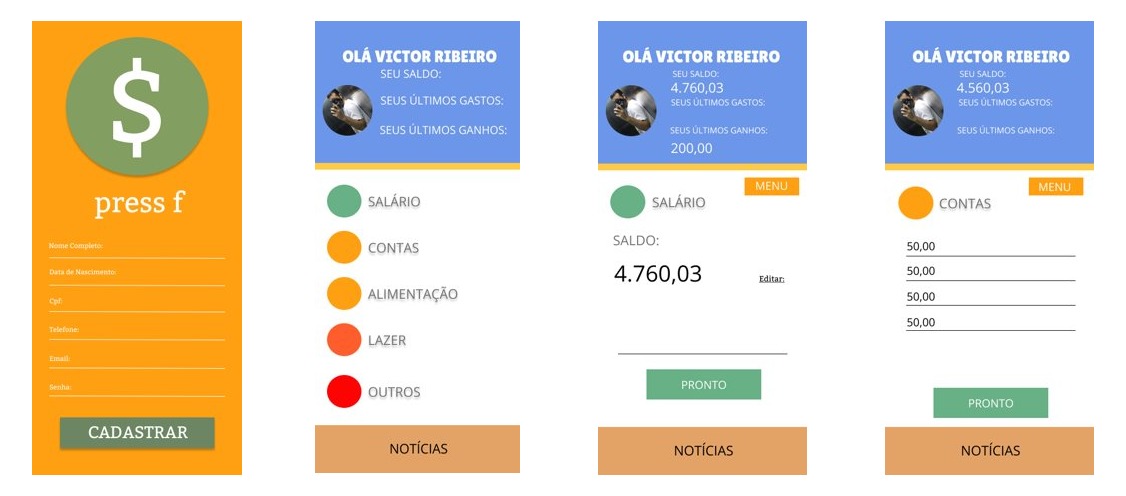 $
press f
Nome Completo:
Data de Nascimento:
Cpf:
Telefone:
Email:
Senha:
CADASTRAR
OLÁ VICTOR RIBEIRO
SEU SALDO:
SEUS ÚLTIMOS GASTOS:
SEUS ÚLTIMOS GANHOS:
SALÁRIO
CONTAS
ALIMENTAÇÃO
LAZER
OUTROS
NOTÍCIAS
OLÁ VICTOR RIBEIRO
SEU SALDO:
4.760,03
SEUS ÚLTIMOS GASTOS:
SEUS ÚLTIMOS GANHOS:
200,00
MENU
SALÁRIO
SALDO:
4.760,03
Editar:
PRONTO
NOTÍCIAS
OLÁ VICTOR RIBEIRO
SEU SALDO:
4.560,03
SEUS ÚLTIMOS GASTOS:
SEUS ÚLTIMOS GANHOS:
MENU
CONTAS
50,00
50,00
50,00
50,00
PRONTO
NOTÍCIAS